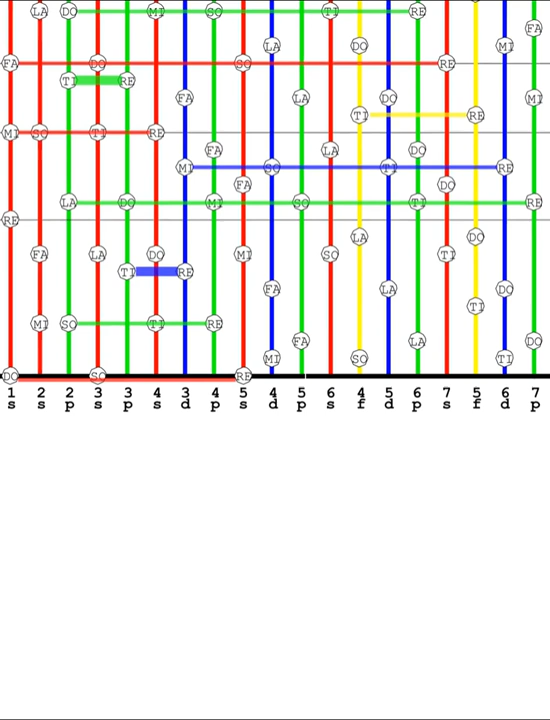 LA DO MI SO TI RE
FA
LA DO MI
FA DO SO RE
TI RE
FA LA DO MI
TI RE
MI SO TI RE
FA LA DO
MI SO TI RE
FA DO
LA DO MI SO TI RE
RE
LA DO
FA LA DO MI SO TI
TI RE
FA LA DO
TI
MI SO TI RE
FA LA DO
MI SO TI
DO SO RE
1 2 2 3 3 4 3 4 5 4 5 6 4 5 6 7 5 6 7
s s p s p s d p s d p s f d p s f d p